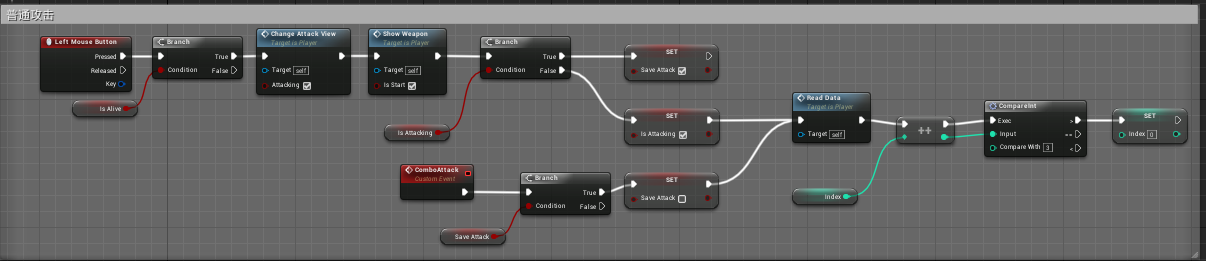 普通攻击
Left Mouse Button
Pressed
Released
Key
Is Alive
Branch
True
Condition
False
Change Attack View
Target is Player
Target self
Attacking
Show Weapon
Target is Player
Target self
Is Start
Is Attacking
Branch
True
Condition
False
SET
Save Attack
SET
Is Attacking
ComboAttack
Custom Event
Branch
True
Condition
False
Save Attack
SET
Save Attack
Read Data
Target is Player
Target self
Index
++
CompareInt
Exec >
Input ==
Compare With 3 <
SET
Index 0